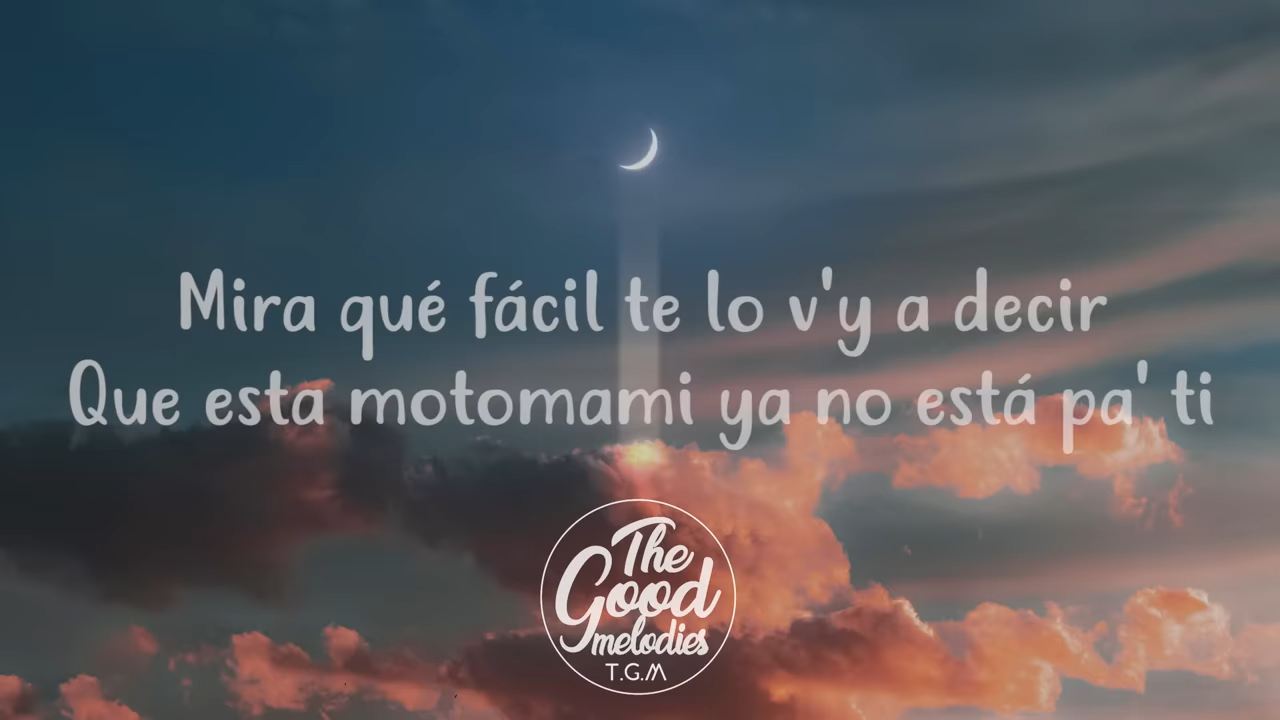 Mira qué fácil te lo v'y a decir
Que esta motomami ya no está pa' ti
The
Good
melodies
T.G.M